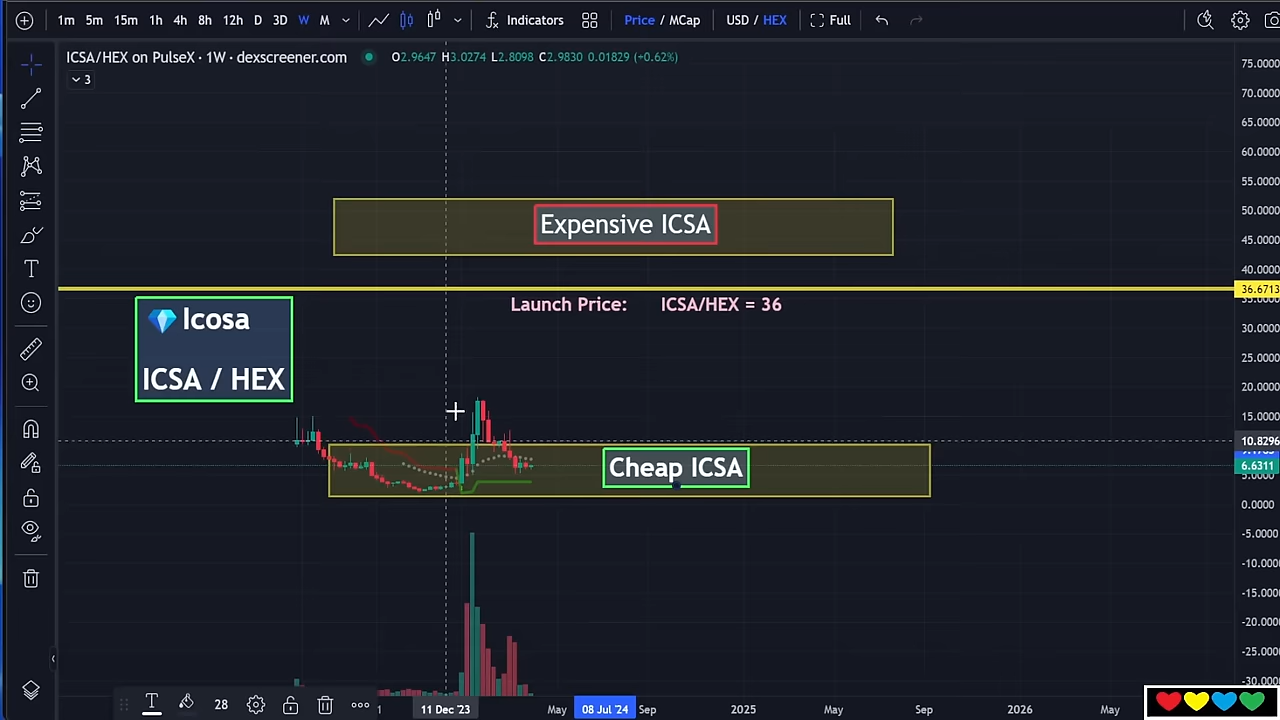 1m 5m 15m 1h 4h 8h 12h D 3D W M Indicators Price / MCap USD / HEX Full
ICSA/HEX on PulseX · 1W · dexscreener.com O2.9647 H3.0274 L2.8098 C2.9830 0.01829 (+0.62%)
3
75.0000
70.0000
65.0000
60.0000
55.0000
50.0000
45.0000
40.0000
36.6713
35.0000
30.0000
25.0000
20.0000
15.0000
10.8296
6.6311
5.0000
0.0000
-5.0000
-10.0000
-15.0000
-20.0000
-25.0000
-30.0000
Expensive ICSA
Launch Price: ICSA/HEX = 36
💎 Icosa
ICSA / HEX
Cheap ICSA
T 28
11 Dec '23 May 08 Jul '24 Sep 2025 May Sep 2026 May